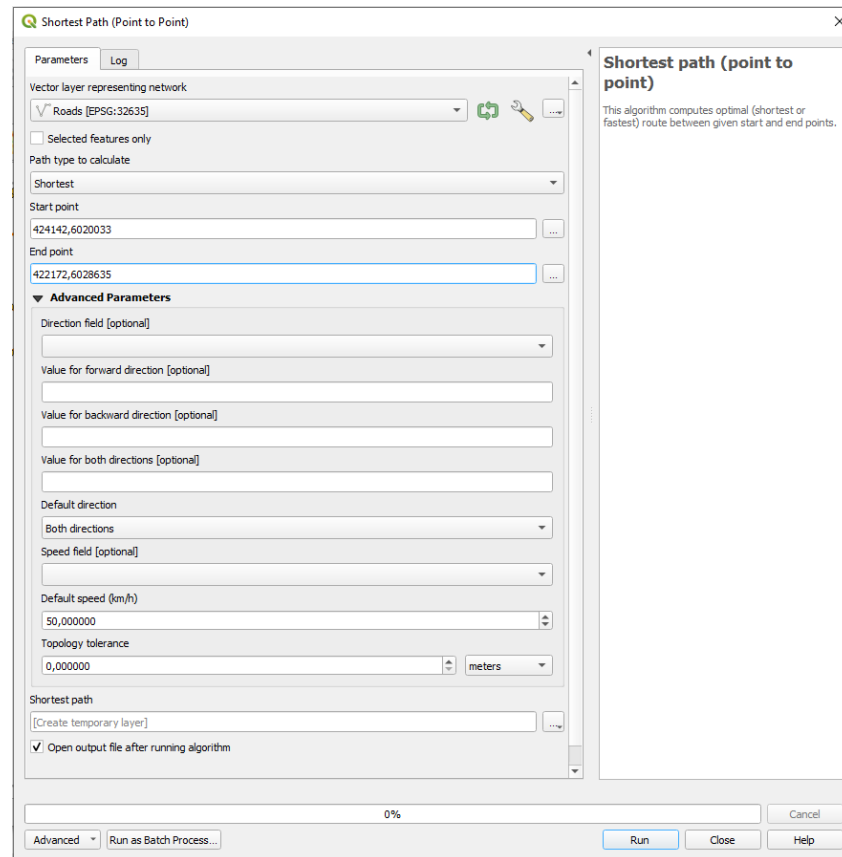 Shortest Path (Point to Point)
Parameters
Log
Vector layer representing network
Roads [EPSG:32635]
...
Selected features only
Path type to calculate
Shortest
Start point
424142,6020033
...
End point
422172,6028635
...
Advanced Parameters
Direction field [optional]
Value for forward direction [optional]
Value for backward direction [optional]
Value for both directions [optional]
Default direction
Both directions
Speed field [optional]
Default speed (km/h)
50,000000
Topology tolerance
0,000000
meters
Shortest path
[Create temporary layer]
...
Open output file after running algorithm
Shortest path (point to
point)
This algorithm computes optimal (shortest or
fastest) route between given start and end points.
0%
Cancel
Advanced
Run as Batch Process...
Run
Close
Help